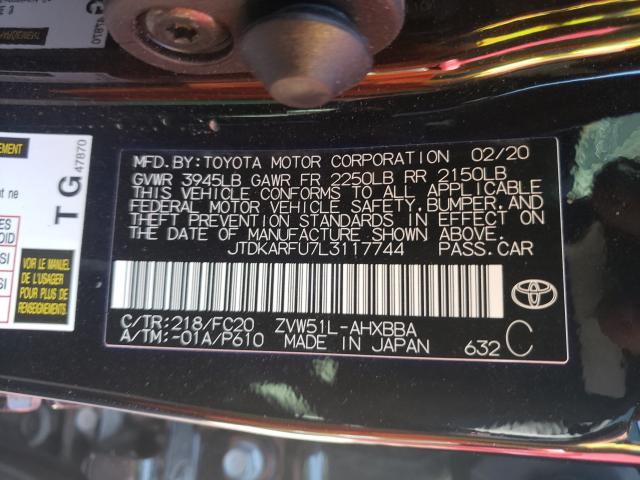 MFD. BY: TOYOTA MOTOR CORPORATION 02/20
GVWR 3945LB GAWR FR 2250LB RR 2150LB
THIS VEHICLE CONFORMS TO ALL APPLICABLE
FEDERAL MOTOR VEHICLE SAFETY, BUMPER, AND
THEFT PREVENTION STANDARDS IN EFFECT ON
THE DATE OF MANUFACTURE SHOWN ABOVE.
JTDKARFU7L3117744 PASS. CAR
C/TR: 218/FC20 ZVW51L-AHXBBA
A/TM: -01A/P610 MADE IN JAPAN 632 C
TG
47870
VOIR LE MANUEL
DE L'USAGER
POUR PLUS DE
RENSEIGNEMENTS